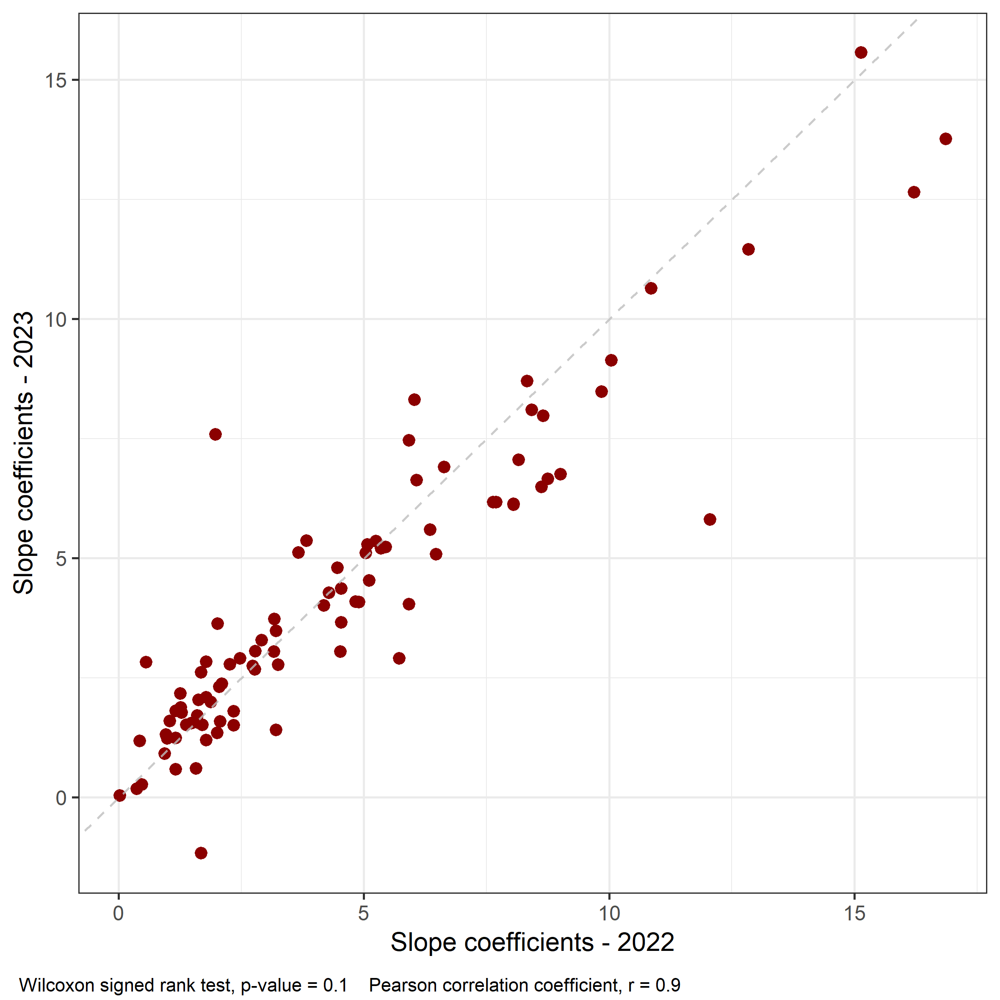 Slope coefficients - 2023
15
10
5
0
0 5 10 15
Slope coefficients - 2022
Wilcoxon signed rank test, p-value = 0.1 Pearson correlation coefficient, r = 0.9